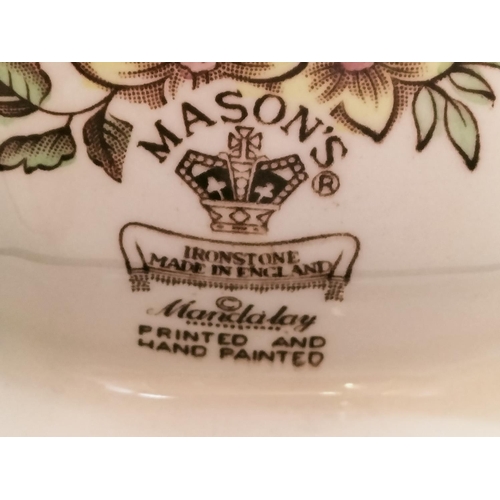 MASON'S ®
IRONSTONE
MADE IN ENGLAND
©
Mandalay
PRINTED AND
HAND PAINTED